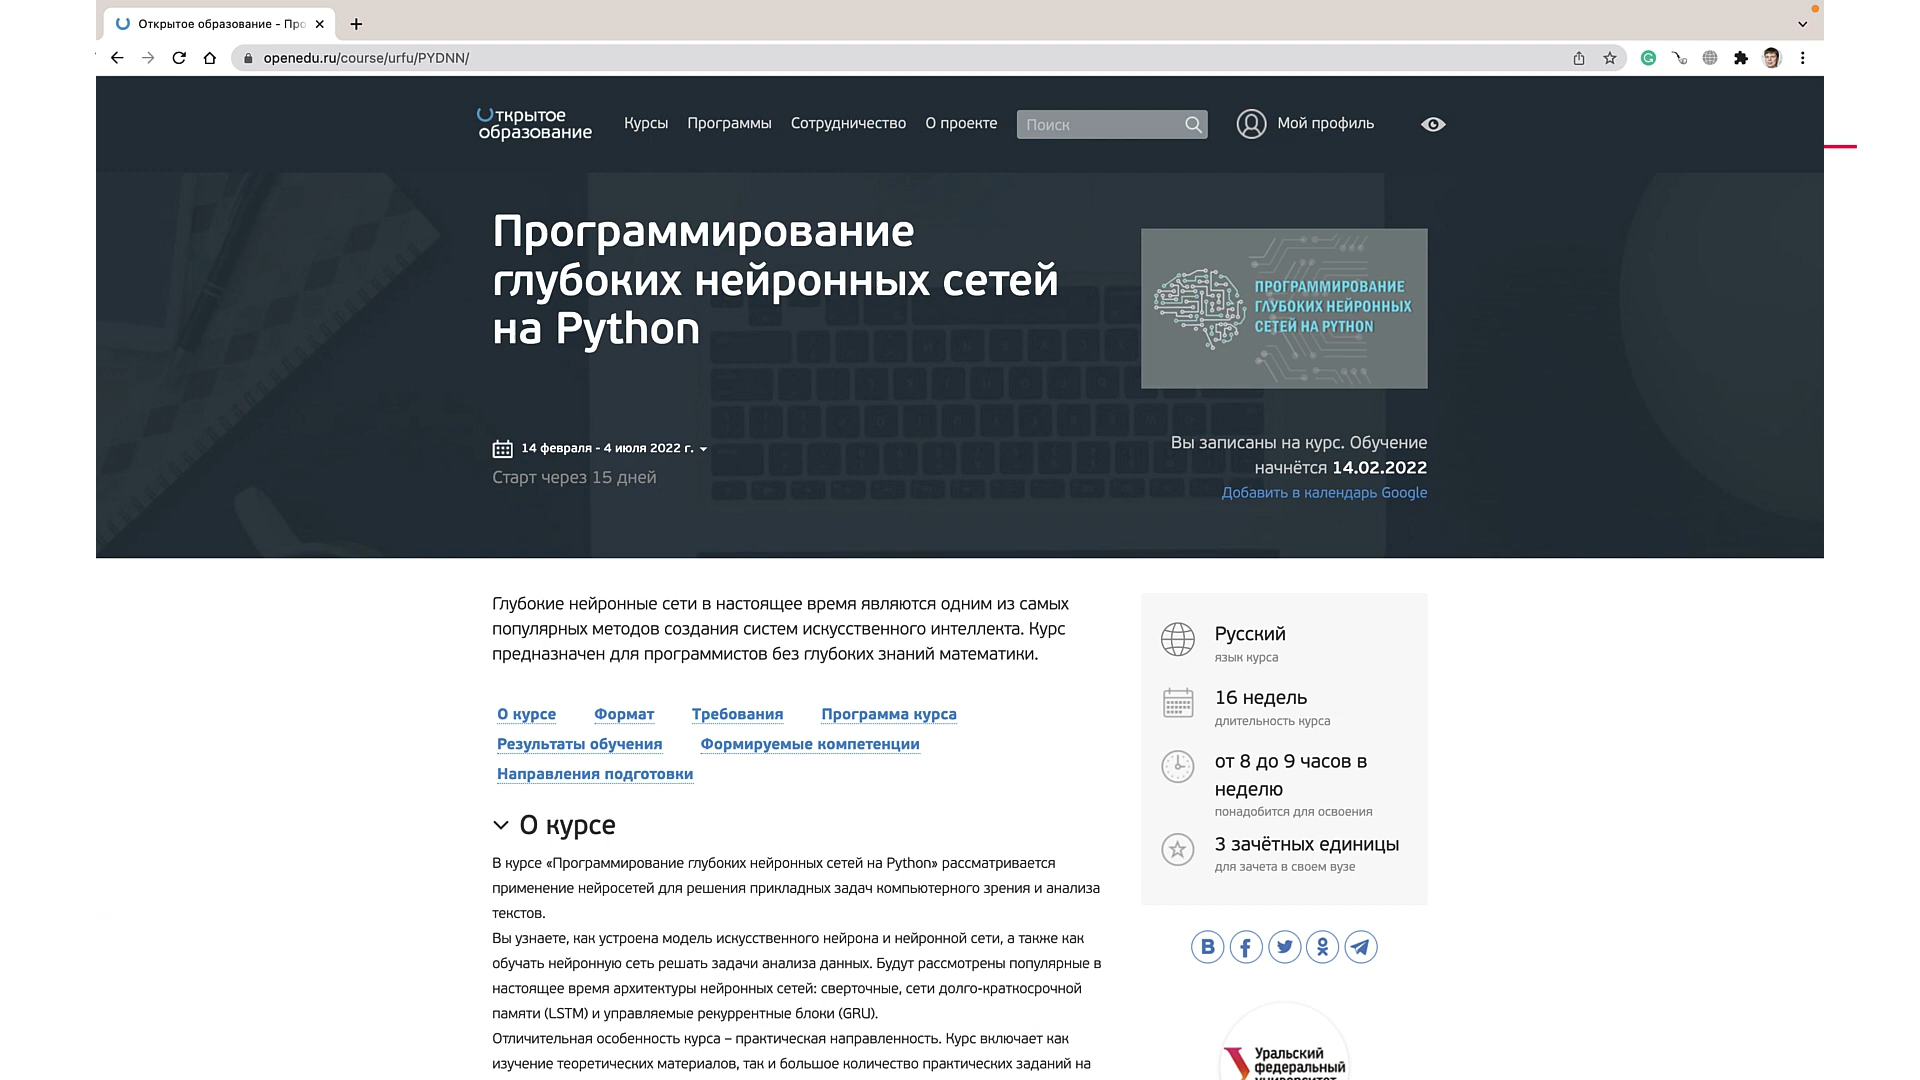 Открытое образование - Про
openedu.ru/course/urfu/PYDNN/
Открытое
образование
Курсы
Программы
Сотрудничество
О проекте
Поиск
Мой профиль
Программирование
глубоких нейронных сетей
на Python
ПРОГРАММИРОВАНИЕ
ГЛУБОКИХ НЕЙРОННЫХ
СЕТЕЙ НА PYTHON
14 февраля - 4 июля 2022 г.
Старт через 15 дней
Вы записаны на курс. Обучение
начнётся 14.02.2022
Добавить в календарь Google
Глубокие нейронные сети в настоящее время являются одним из самых
популярных методов создания систем искусственного интеллекта. Курс
предназначен для программистов без глубоких знаний математики.
О курсе
Формат
Требования
Программа курса
Результаты обучения
Формируемые компетенции
Направления подготовки
О курсе
В курсе «Программирование глубоких нейронных сетей на Python» рассматривается
применение нейросетей для решения прикладных задач компьютерного зрения и анализа
текстов.
Вы узнаете, как устроена модель искусственного нейрона и нейронной сети, а также как
обучать нейронную сеть решать задачи анализа данных. Будут рассмотрены популярные в
настоящее время архитектуры нейронных сетей: сверточные, сети долго-краткосрочной
памяти (LSTM) и управляемые рекуррентные блоки (GRU).
Отличительная особенность курса – практическая направленность. Курс включает как
изучение теоретических материалов, так и большое количество практических заданий на
Русский
язык курса
16 недель
длительность курса
от 8 до 9 часов в
неделю
понадобится для освоения
3 зачётных единицы
для зачета в своем вузе
Уральский
федеральный
университет